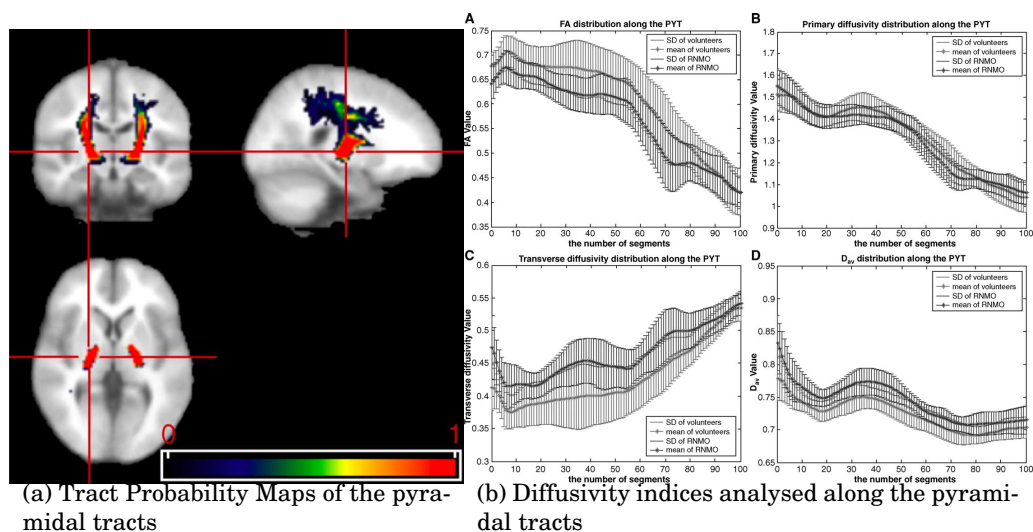 0
1
A
FA distribution along the PYT
SD of volunteers
mean of volunteers
SD of RNMO
mean of RNMO
FA Value
0.75
0.7
0.65
0.6
0.55
0.5
0.45
0.4
0.35
0 10 20 30 40 50 60 70 80 90 100
the number of segments
B
Primary diffusivity distribution along the PYT
SD of volunteers
mean of volunteers
SD of RNMO
mean of RNMO
Primary diffusivity Value
1.8
1.7
1.6
1.5
1.4
1.3
1.2
1.1
1
0.9
0 10 20 30 40 50 60 70 80 90 100
the number of segments
C
Transverse diffusivity distribution along the PYT
SD of volunteers
mean of volunteers
SD of RNMO
mean of RNMO
Transverse diffusivity Value
0.6
0.55
0.5
0.45
0.4
0.35
0.3
0 10 20 30 40 50 60 70 80 90 100
the number of segments
D
Dav distribution along the PYT
SD of volunteers
mean of volunteers
SD of RNMO
mean of RNMO
Dav Value
0.95
0.9
0.85
0.8
0.75
0.7
0.65
0 10 20 30 40 50 60 70 80 90 100
the number of segments
(a) Tract Probability Maps of the pyra-
midal tracts
(b) Diffusivity indices analysed along the pyrami-
dal tracts